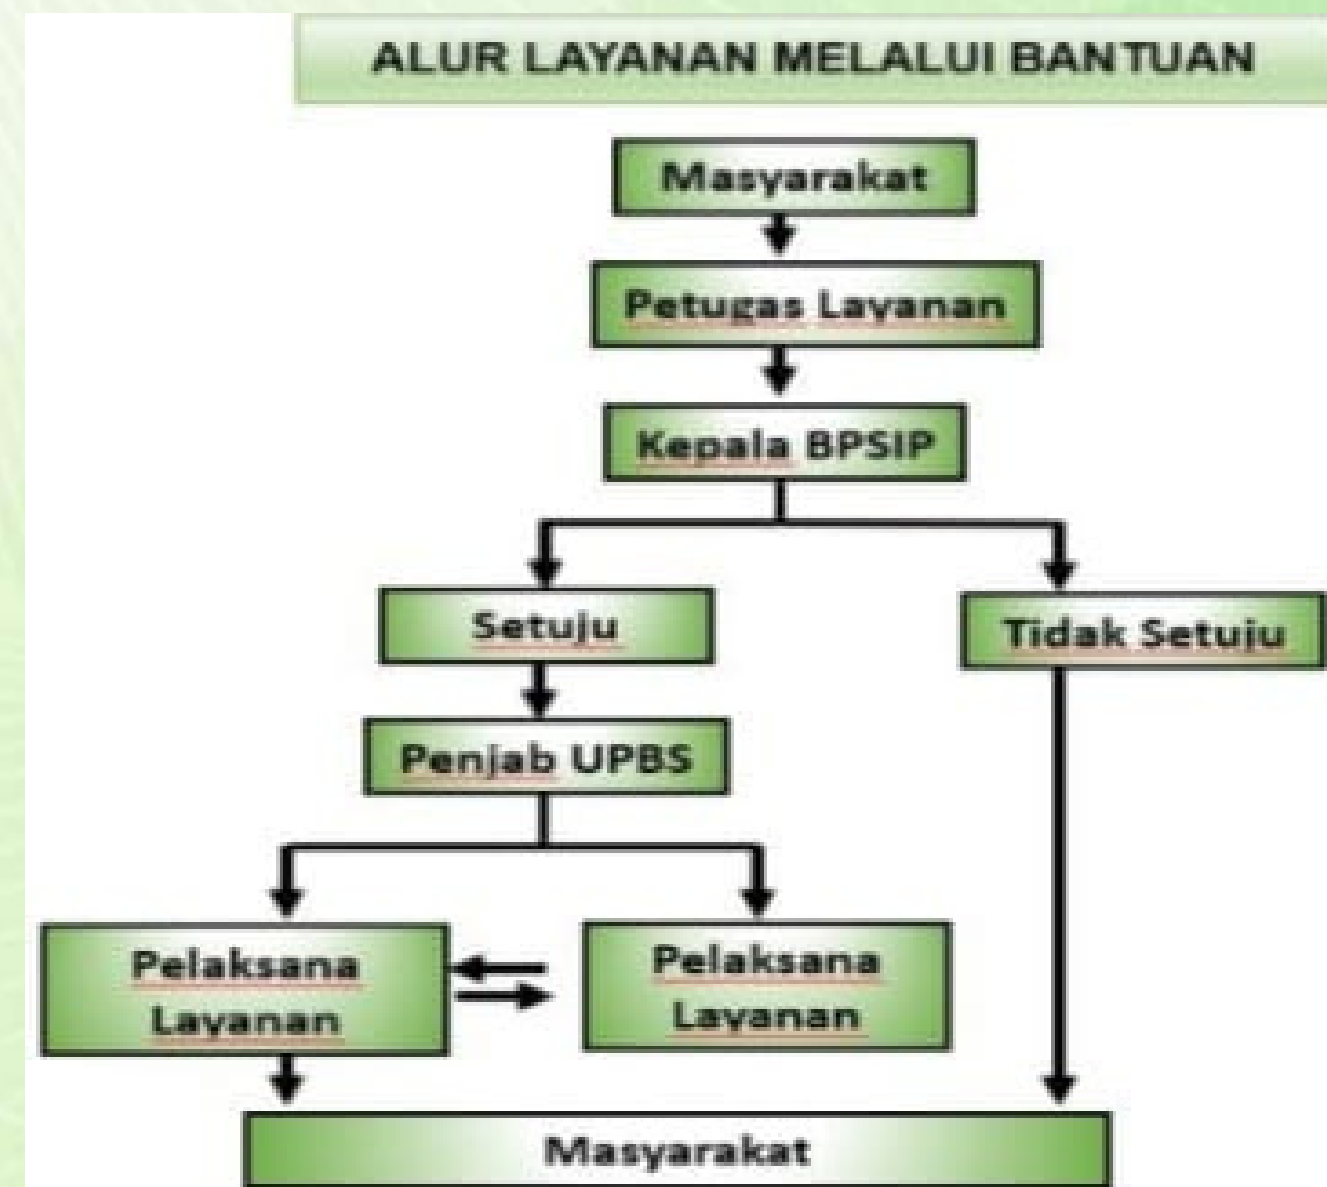 ALUR LAYANAN MELALUI BANTUAN
Masyarakat
Petugas Layanan
Kepala BPSIP
Setuju
Tidak Setuju
Penjab UPBS
Pelaksana
Layanan
Pelaksana
Layanan
Masyarakat